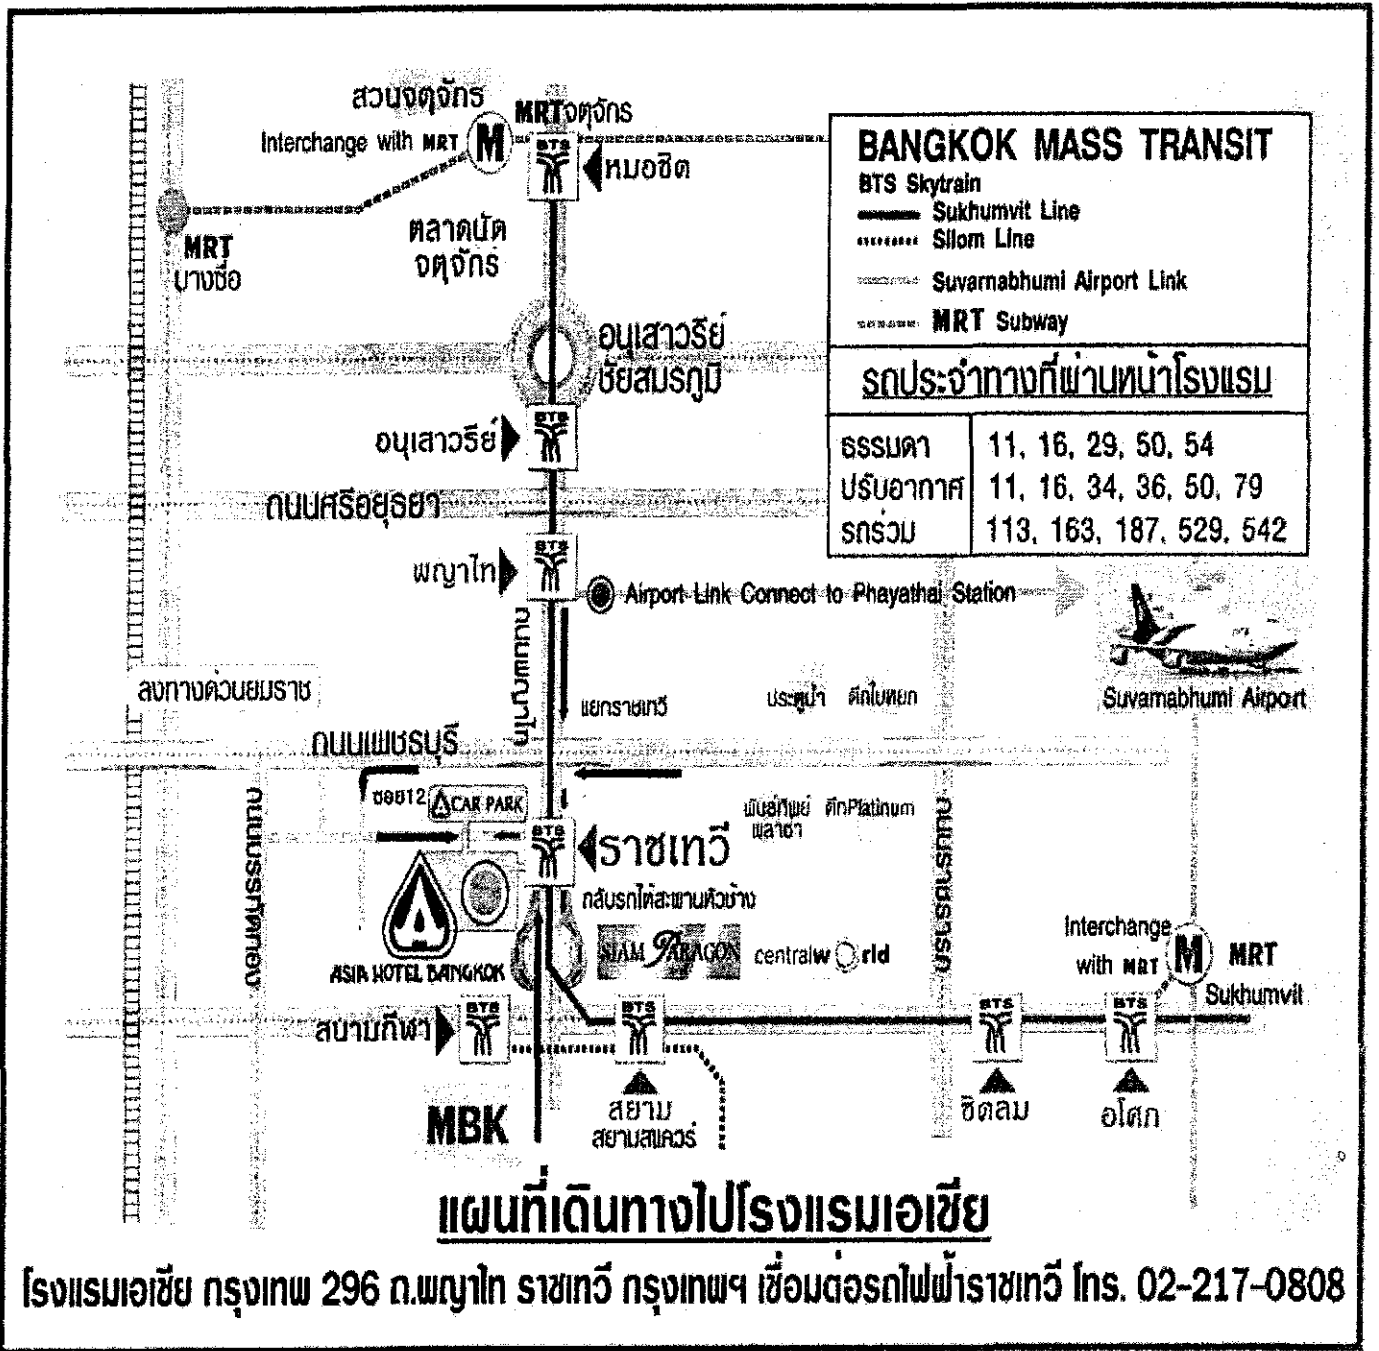 สวนจตุจักร
MRTจตุจักร
Interchange with MRT
M
BTS
หมอชิต
ตลาดนัด
จตุจักร
MRT
บางซื่อ
BANGKOK MASS TRANSIT
BTS Skytrain
Sukhumvit Line
Silom Line
Suvarnabhumi Airport Link
MRT Subway
รถประจำทางที่ผ่านหน้าโรงแรม
ธรรมดา 11, 16, 29, 50, 54
ปรับอากาศ 11, 16, 34, 36, 50, 79
รถร่วม 113, 163, 187, 529, 542
อนุเสาวรีย์
ชัยสมรภูมิ
อนุเสาวรีย์
BTS
ถนนศรีอยุธยา
พญาไท
BTS
Airport Link Connect to Phayathai Station
ถนนพญาไท
Suvarnabhumi Airport
ลงทางด่วนยมราช
แยกราชเทวี
ประตูน้ำ ตึกใบหยก
ถนนเพชรบุรี
ซอย12
CAR PARK
พันธ์ทิพย์ ตึกPlatinum
พลาซ่า
BTS
ราชเทวี
ถนนบรรทัดทอง
ถนนราชปรารภ
กลับรถใต้สะพานหัวช้าง
ASIA HOTEL BANGKOK
SIAM PARAGON
centralworld
Interchange
with MRT
M
MRT
Sukhumvit
สนามกีฬา
BTS
BTS
BTS
BTS
MBK
สยาม
สยามสแควร์
ชิดลม
อโศก
แผนที่เดินทางไปโรงแรมเอเชีย
โรงแรมเอเชีย กรุงเทพ 296 ถ.พญาไท ราชเทวี กรุงเทพฯ เชื่อมต่อรถไฟฟ้าราชเทวี โทร. 02-217-0808